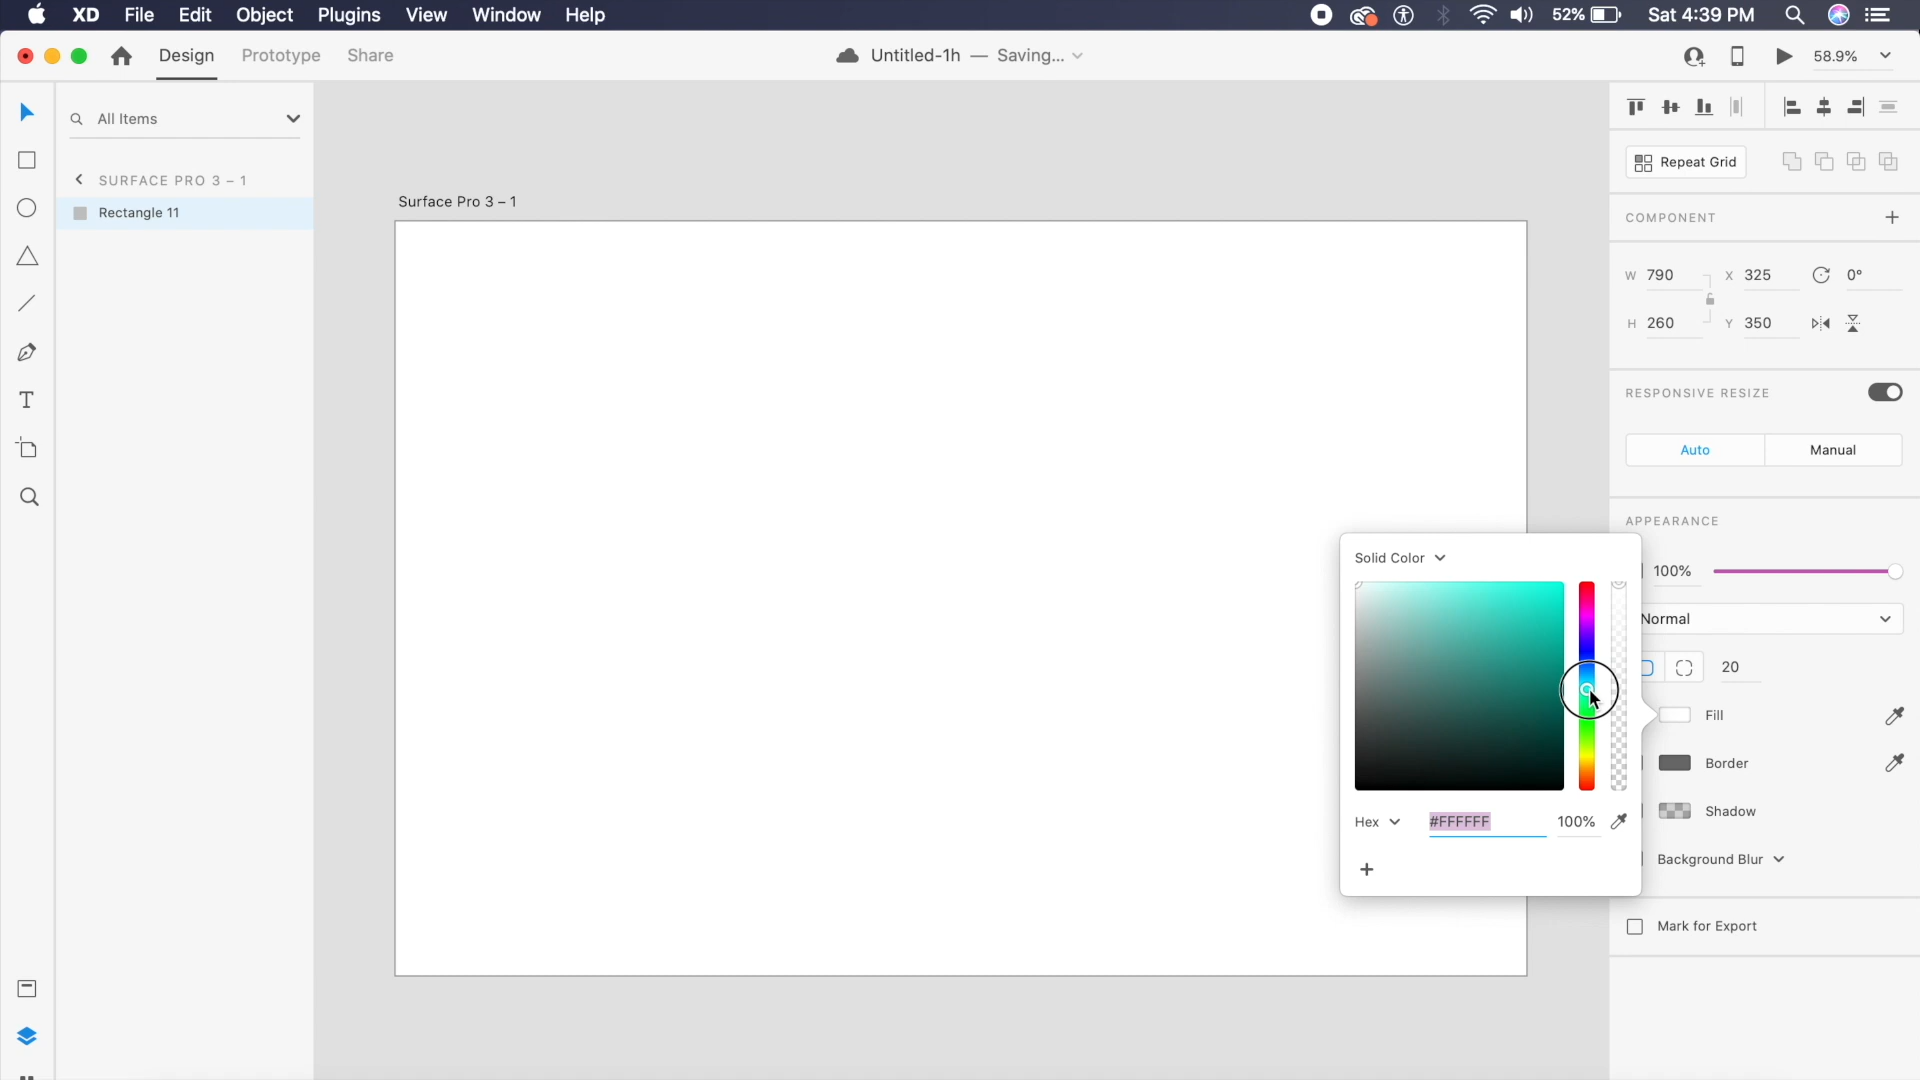 XD File Edit Object Plugins View Window Help 52% Sat 4:39 PM
Design Prototype Share Untitled-1h — Saving... 58.9%
All Items
SURFACE PRO 3 – 1
Rectangle 11
Surface Pro 3 – 1
Repeat Grid
COMPONENT
W 790 X 325 0°
H 260 Y 350
RESPONSIVE RESIZE
Auto Manual
APPEARANCE
Solid Color
100%
Normal
20
Fill
Border
Shadow
Hex #FFFFFF 100%
Background Blur
Mark for Export